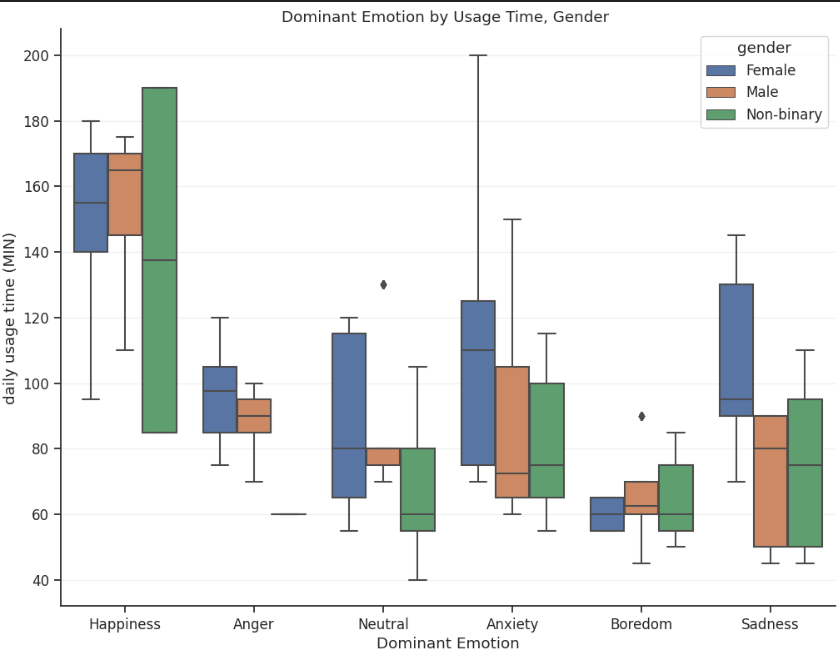 Dominant Emotion by Usage Time, Gender
gender
Female
Male
Non-binary
daily usage time (MIN)
200
180
160
140
120
100
80
60
40
Happiness
Anger
Neutral
Anxiety
Boredom
Sadness
Dominant Emotion